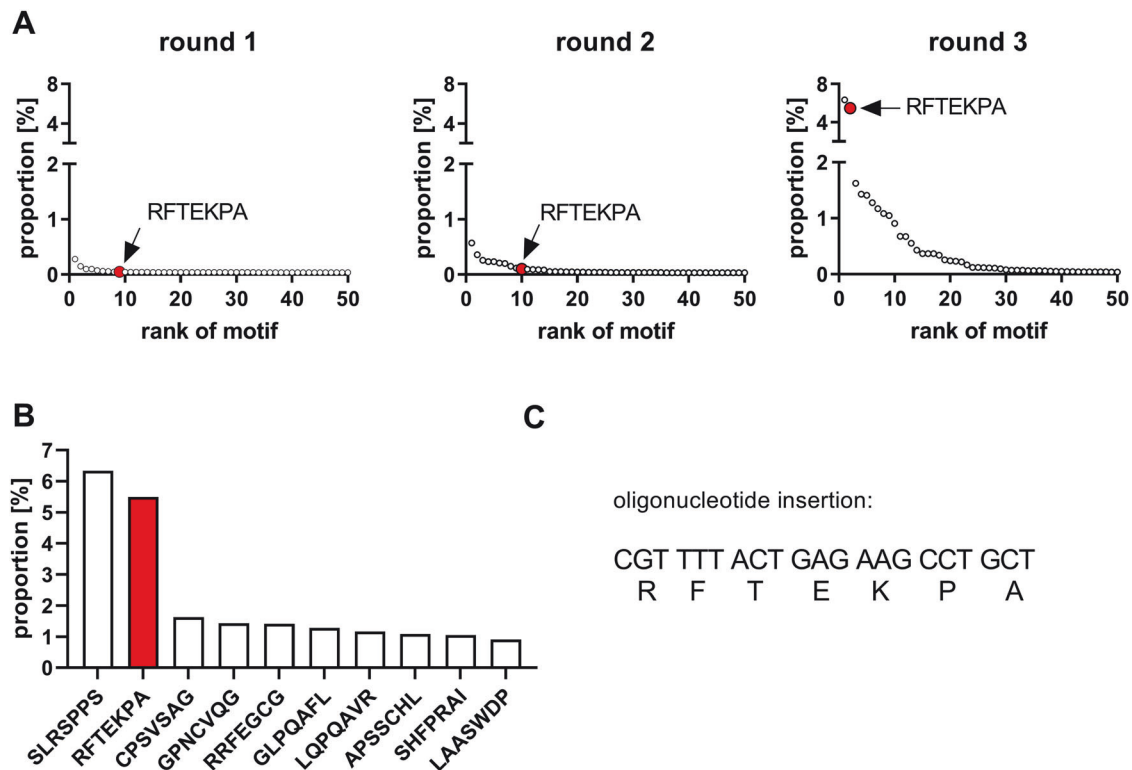 A
round 1
round 2
round 3
proportion [%]
8
4
2
1
0
RFTEKPA
0 10 20 30 40 50
rank of motif
proportion [%]
8
4
2
1
0
RFTEKPA
0 10 20 30 40 50
rank of motif
proportion [%]
8
4
2
1
0
RFTEKPA
0 10 20 30 40 50
rank of motif
B
proportion [%]
7
6
5
4
3
2
1
0
SLRSPPS
RFTEKPA
CPSVSAG
GPNCVQG
RRFEGCG
GLPQAFL
LQPQAVR
APSSCHL
SHFPRAI
LAASWDP
C
oligonucleotide insertion:
CGT TTT ACT GAG AAG CCT GCT
R F T E K P A